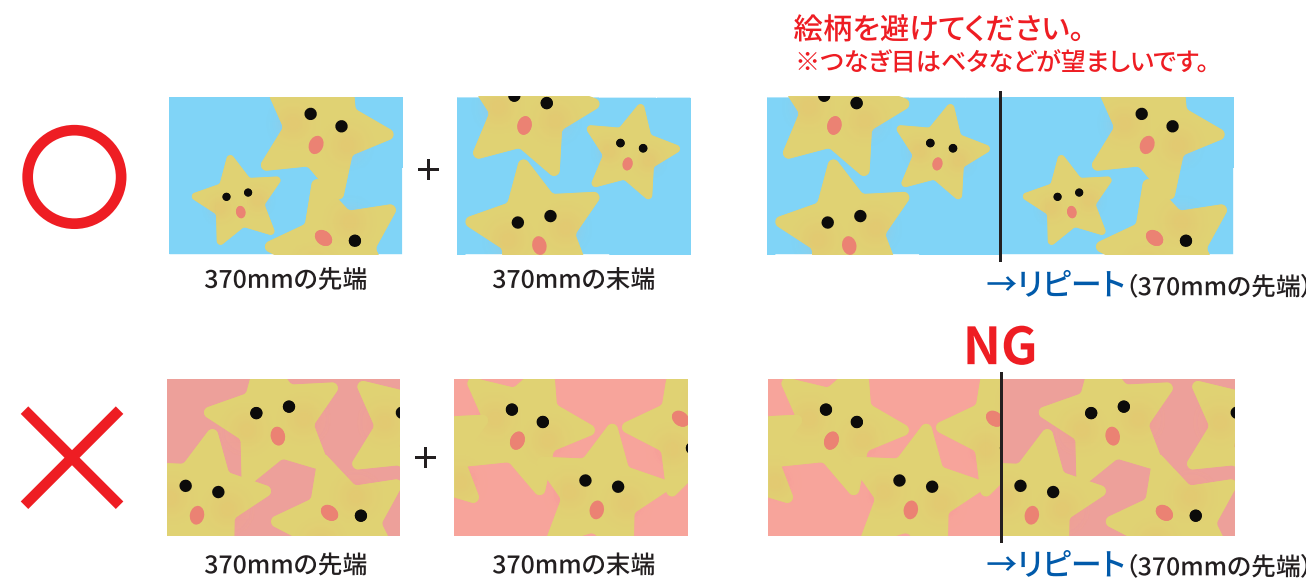 絵柄を避けてください。
※つなぎ目はベタなどが望ましいです。
370mmの先端
+
370mmの末端
→リピート(370mmの先端)
NG
370mmの先端
+
370mmの末端
→リピート(370mmの先端)